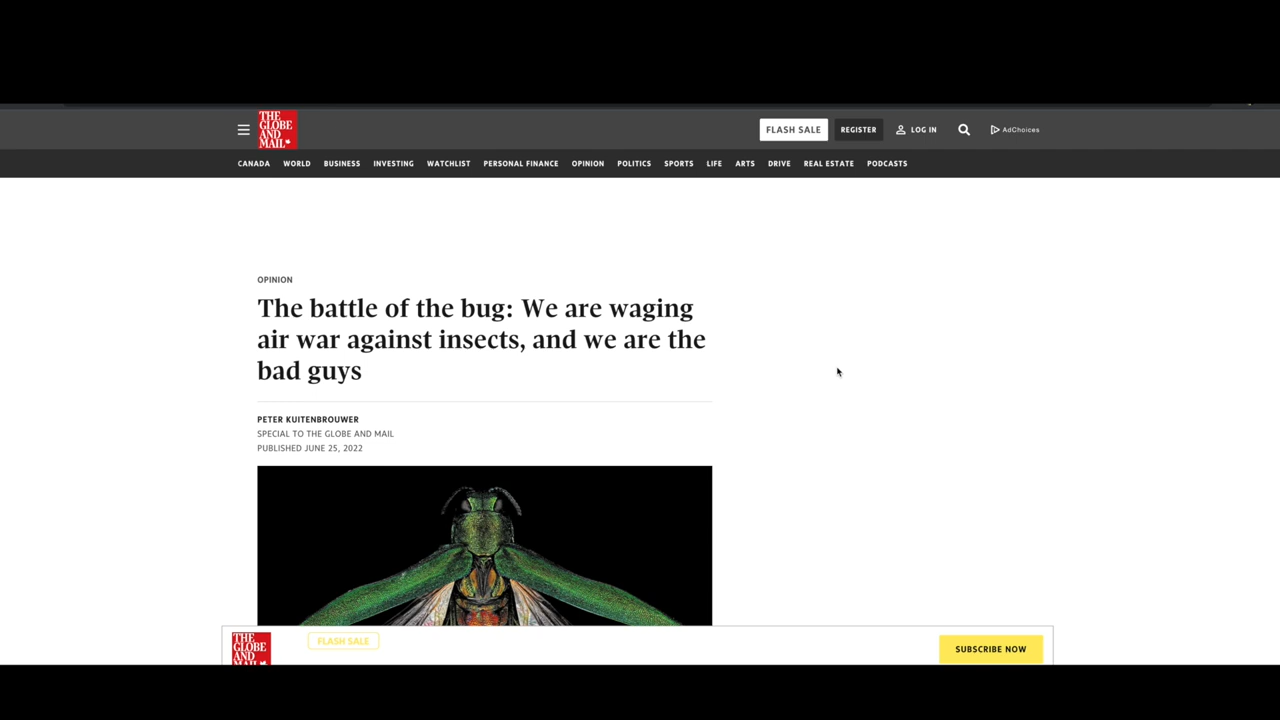 THE
GLOBE
AND
MAIL
FLASH SALE
REGISTER
LOG IN
AdChoices
CANADA WORLD BUSINESS INVESTING WATCHLIST PERSONAL FINANCE OPINION POLITICS SPORTS LIFE ARTS DRIVE REAL ESTATE PODCASTS
OPINION
The battle of the bug: We are waging
air war against insects, and we are the
bad guys
PETER KUITENBROUWER
SPECIAL TO THE GLOBE AND MAIL
PUBLISHED JUNE 25, 2022
THE
GLOBE
AND
MAIL
FLASH SALE
SUBSCRIBE NOW